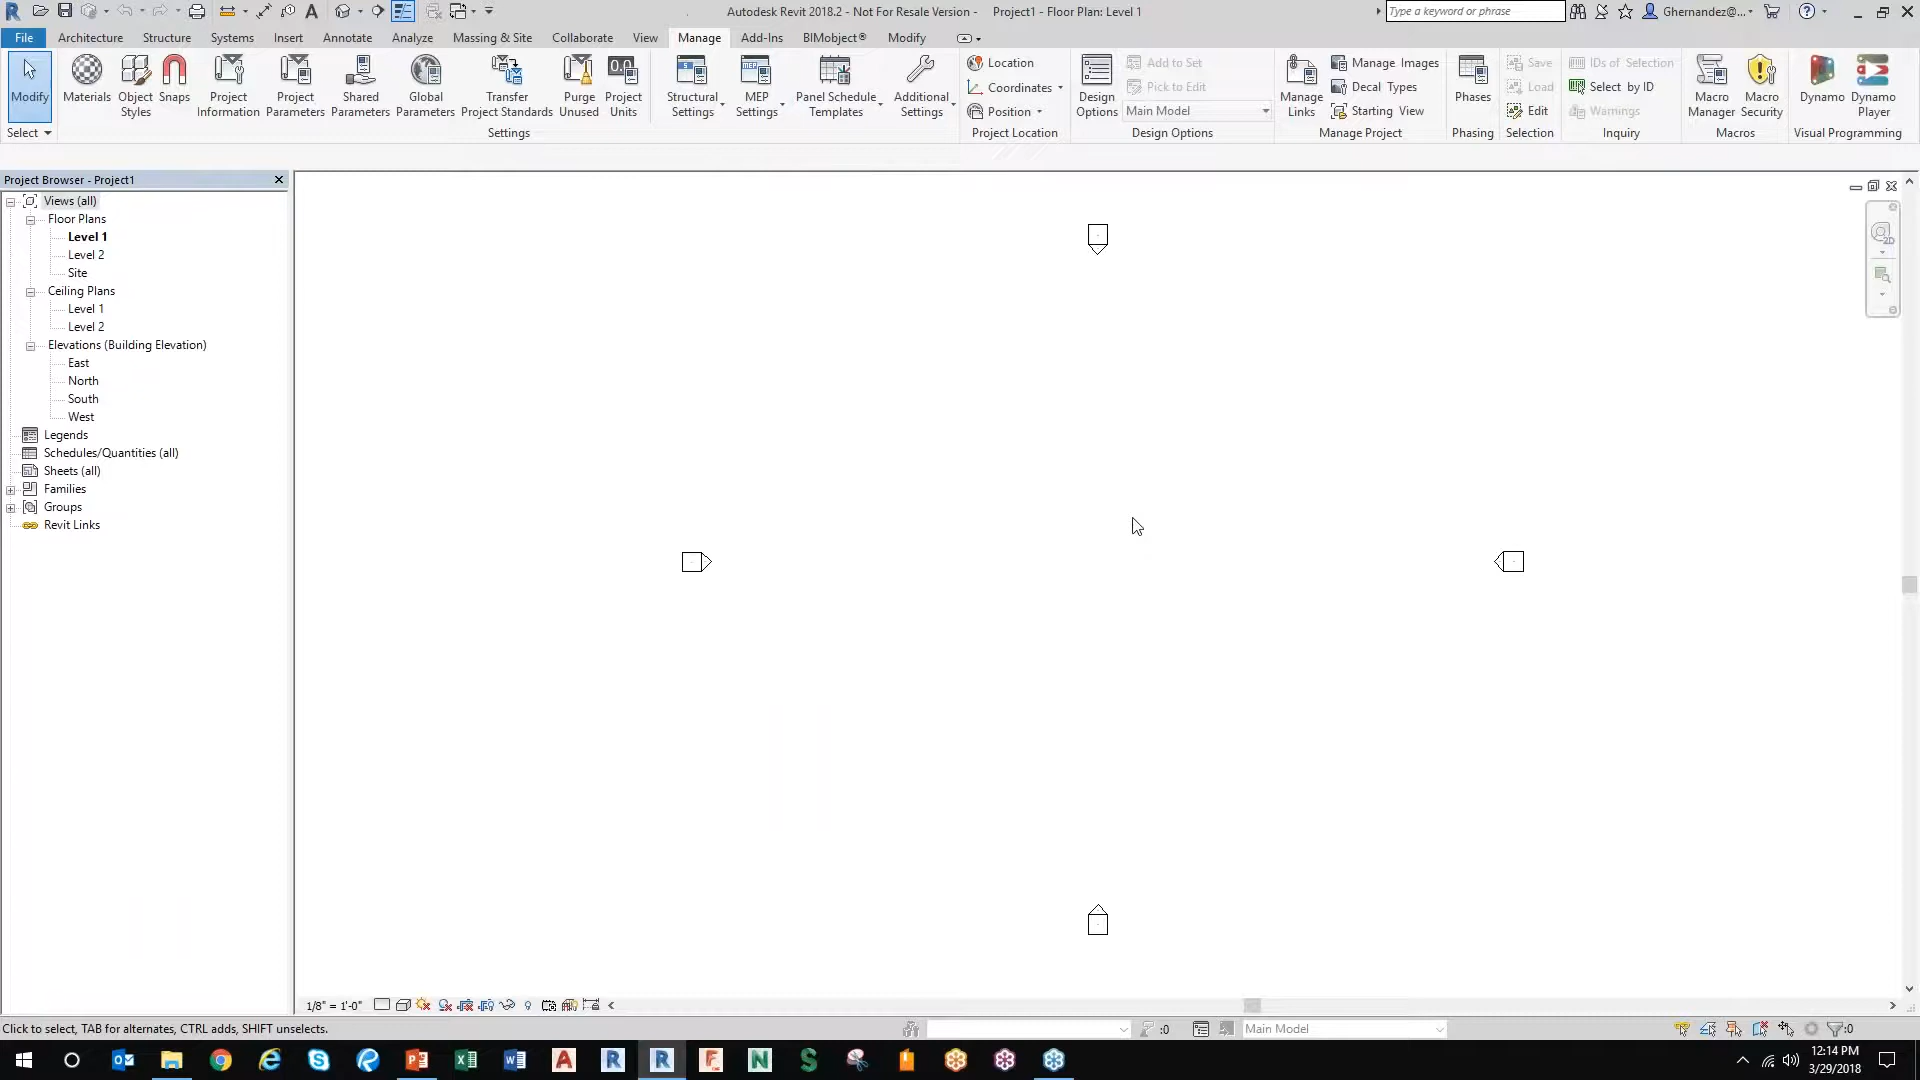 Autodesk Revit 2018.2 - Not For Resale Version - Project1 - Floor Plan: Level 1
Type a keyword or phrase
Ghernandez@...
File Architecture Structure Systems Insert Annotate Analyze Massing & Site Collaborate View Manage Add-Ins BIMobject® Modify
Modify
Materials
Object Styles
Snaps
Project Information
Project Parameters
Shared Parameters
Global Parameters
Transfer Project Standards
Purge Unused
Project Units
Structural Settings
MEP Settings
Panel Schedule Templates
Additional Settings
Location
Coordinates
Position
Design Options
Add to Set
Pick to Edit
Main Model
Manage Links
Manage Images
Decal Types
Starting View
Phases
Save
Load
Edit
IDs of Selection
Select by ID
Warnings
Macro Manager
Macro Security
Dynamo
Dynamo Player
Select
Settings
Project Location
Design Options
Manage Project
Phasing
Selection
Inquiry
Macros
Visual Programming
Project Browser - Project1
Views (all)
Floor Plans
Level 1
Level 2
Site
Ceiling Plans
Level 1
Level 2
Elevations (Building Elevation)
East
North
South
West
Legends
Schedules/Quantities (all)
Sheets (all)
Families
Groups
Revit Links
2D
1/8" = 1'-0"
Click to select, TAB for alternates, CTRL adds, SHIFT unselects.
:0
Main Model
:0
12:14 PM
3/29/2018